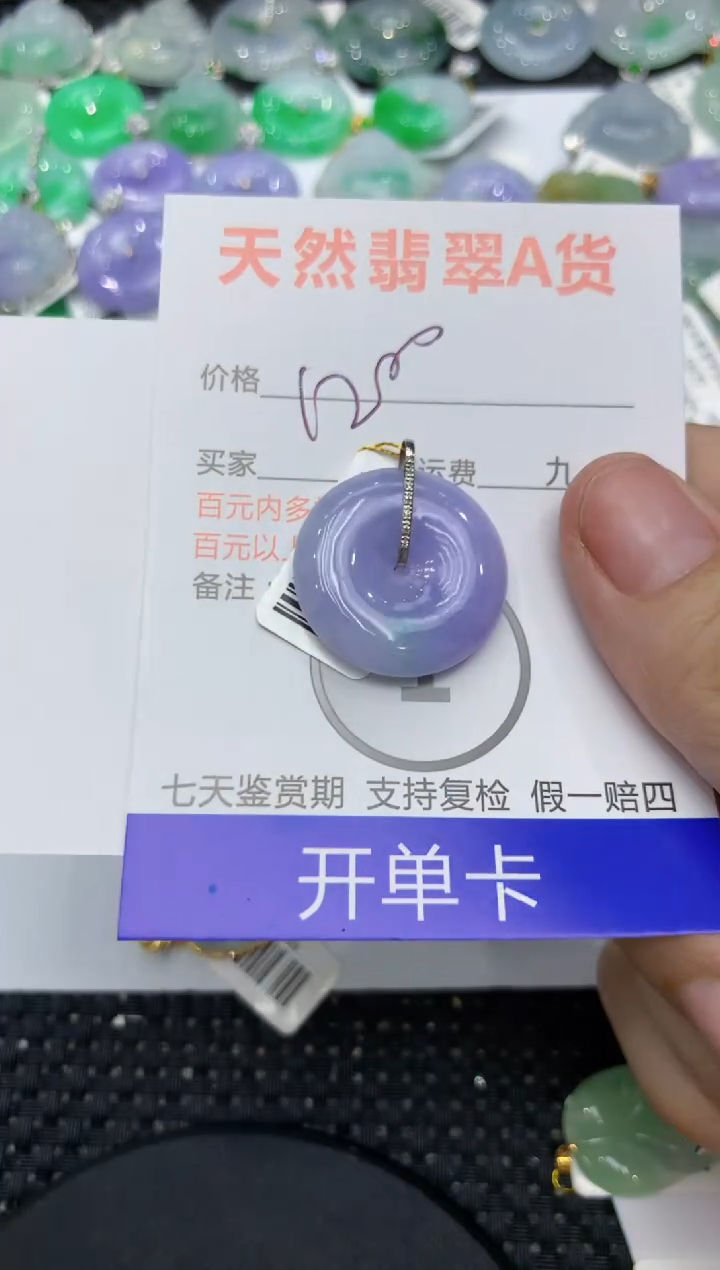 天然翡翠A货
价格
买家 运费 九
百元内多
百元以
备注
七天鉴赏期 支持复检 假一赔四
开单卡